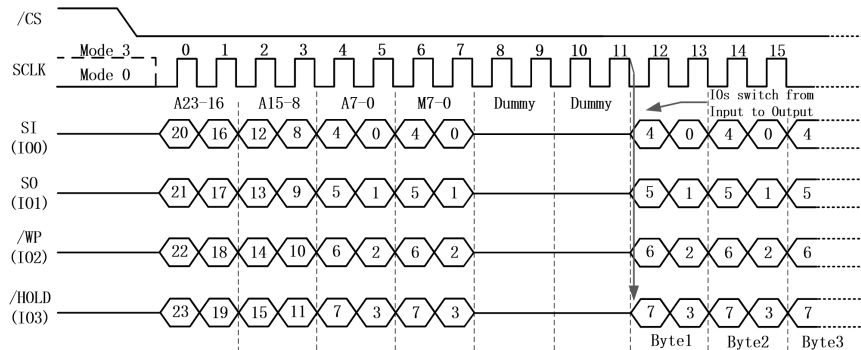 /CS
Mode 3 0 1 2 3 4 5 6 7 8 9 10 11 12 13 14 15
SCLK
Mode 0
A23-16 A15-8 A7-0 M7-0 Dummy Dummy IOs switch from
Input to Output
SI 20 16 12 8 4 0 4 0 4 0 4 0 4
(IO0)
SO 21 17 13 9 5 1 5 1 5 1 5 1 5
(IO1)
/WP 22 18 14 10 6 2 6 2 6 2 6 2 6
(IO2)
/HOLD 23 19 15 11 7 3 7 3 7 3 7 3 7
(IO3)
Byte1 Byte2 Byte3